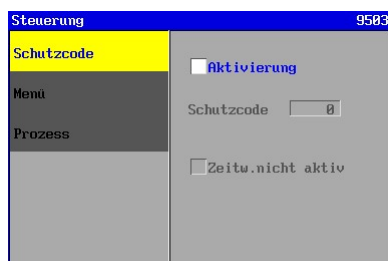 Steuerung 9503
Schutzcode
Menü
Prozess
Aktivierung
Schutzcode 0
Zeitw.nicht aktiv